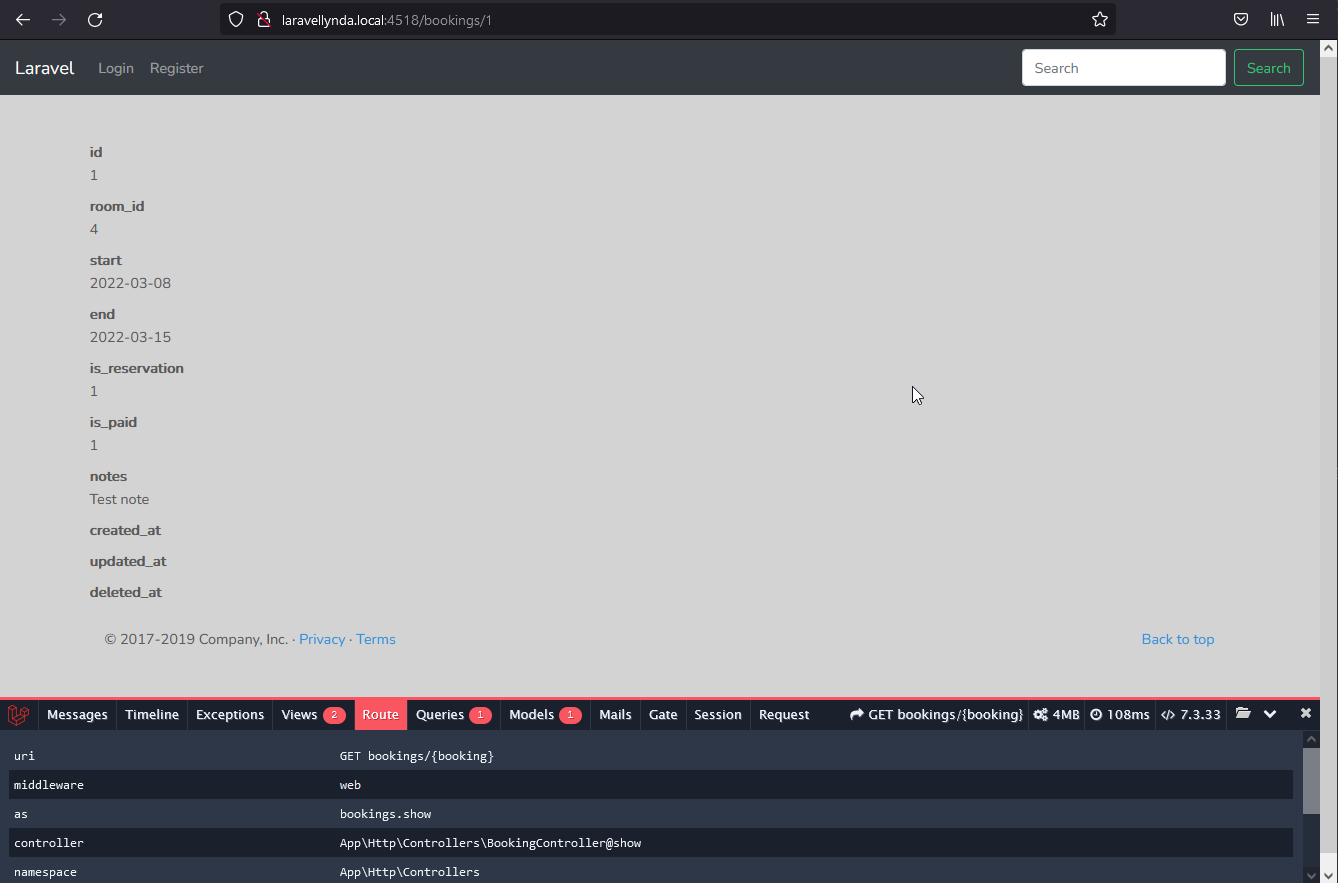 laravellynda.local:4518/bookings/1
Laravel Login Register Search Search
id
1
room_id
4
start
2022-03-08
end
2022-03-15
is_reservation
1
is_paid
1
notes
Test note
created_at
updated_at
deleted_at
© 2017-2019 Company, Inc. · Privacy · Terms Back to top
Messages Timeline Exceptions Views 2 Route Queries 1 Models 1 Mails Gate Session Request GET bookings/{booking} 4MB 108ms 7.3.33
uri GET bookings/{booking}
middleware web
as bookings.show
controller App\Http\Controllers\BookingController@show
namespace App\Http\Controllers